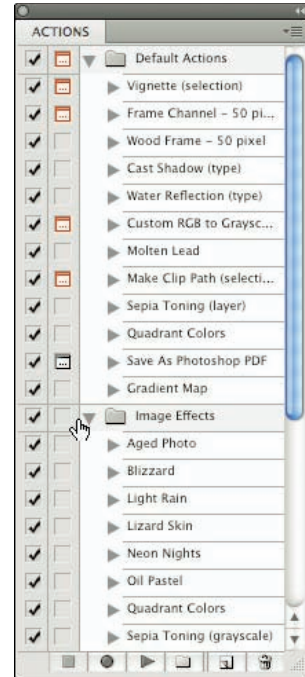 ACTIONS
Default Actions
Vignette (selection)
Frame Channel – 50 pi...
Wood Frame – 50 pixel
Cast Shadow (type)
Water Reflection (type)
Custom RGB to Graysc...
Molten Lead
Make Clip Path (selecti...
Sepia Toning (layer)
Quadrant Colors
Save As Photoshop PDF
Gradient Map
Image Effects
Aged Photo
Blizzard
Light Rain
Lizard Skin
Neon Nights
Oil Pastel
Quadrant Colors
Sepia Toning (grayscale)